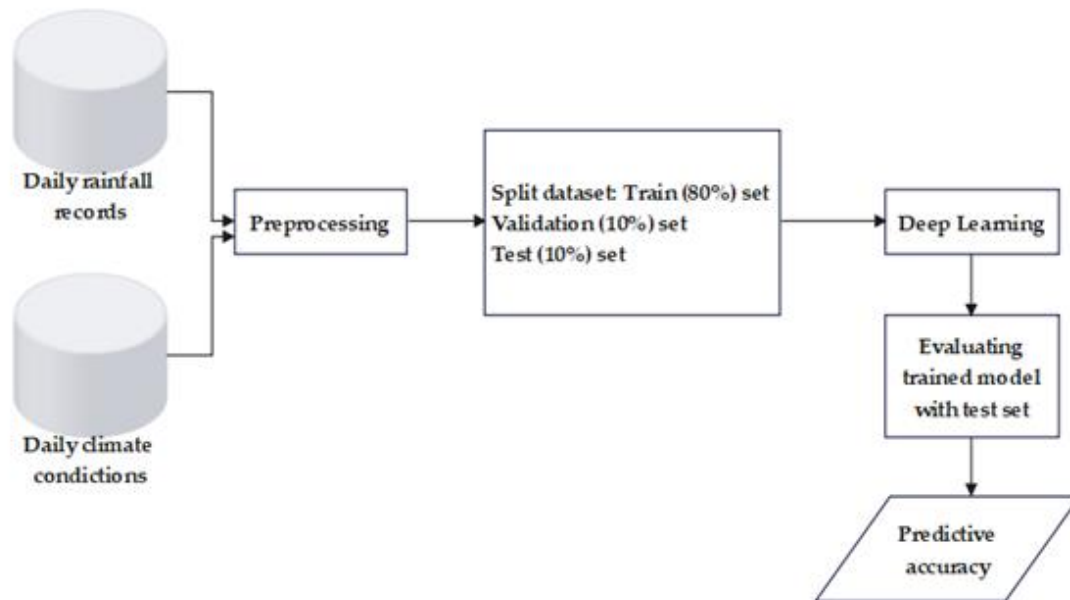 Daily rainfall
records
Daily climate
condictions
Preprocessing
Split dataset: Train (80%) set
Validation (10%) set
Test (10%) set
Deep Learning
Evaluating
trained model
with test set
Predictive
accuracy